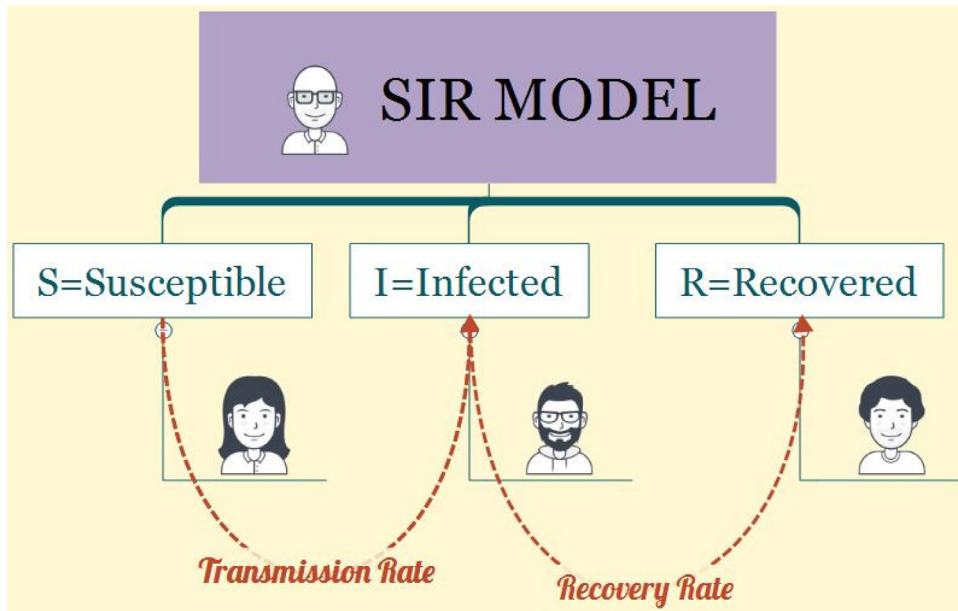 SIR MODEL
S=Susceptible
I=Infected
R=Recovered
Transmission Rate
Recovery Rate